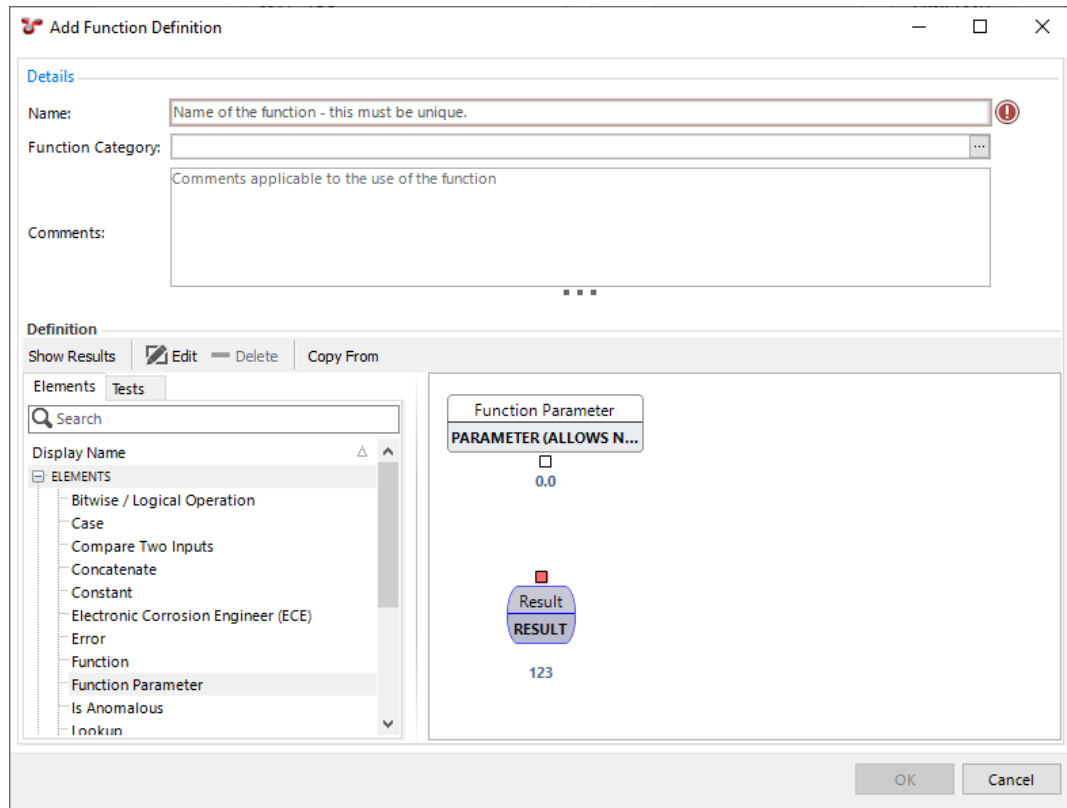 Add Function Definition
Details
Name: Name of the function - this must be unique.
Function Category: ...
Comments applicable to the use of the function
Comments:
Definition
Show Results Edit Delete Copy From
Elements Tests
Search
Display Name
ELEMENTS
Bitwise / Logical Operation
Case
Compare Two Inputs
Concatenate
Constant
Electronic Corrosion Engineer (ECE)
Error
Function
Function Parameter
Is Anomalous
Lookup
Function Parameter
PARAMETER (ALLOWS N...
0.0
Result
RESULT
123
OK Cancel